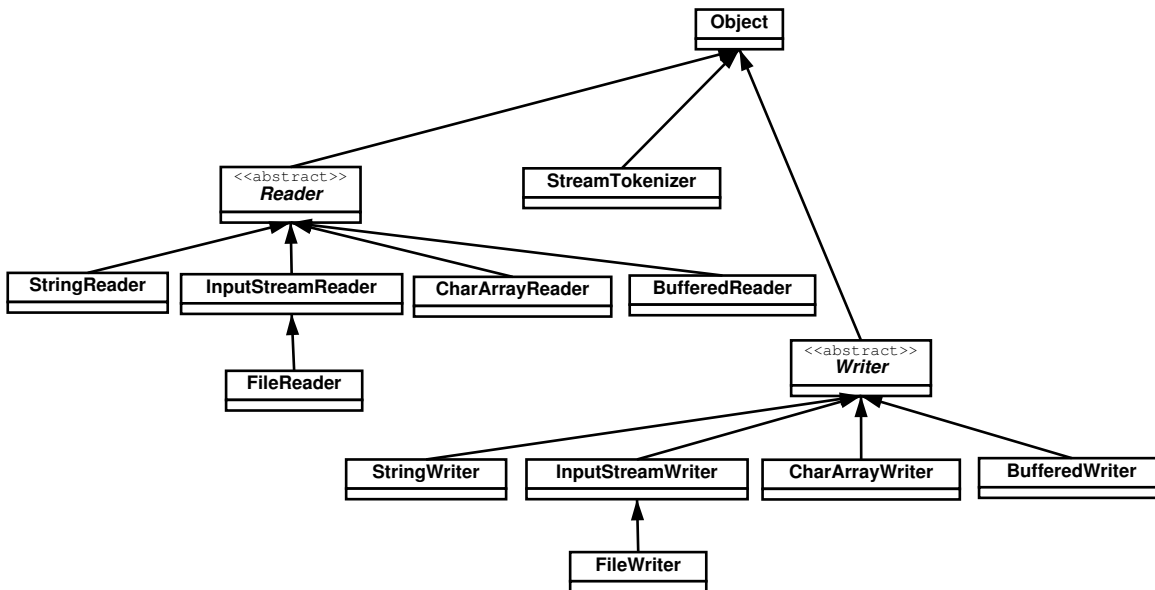 Object
<<abstract>>
Reader
StreamTokenizer
StringReader
InputStreamReader
CharArrayReader
BufferedReader
<<abstract>>
Writer
FileReader
StringWriter
InputStreamWriter
CharArrayWriter
BufferedWriter
FileWriter